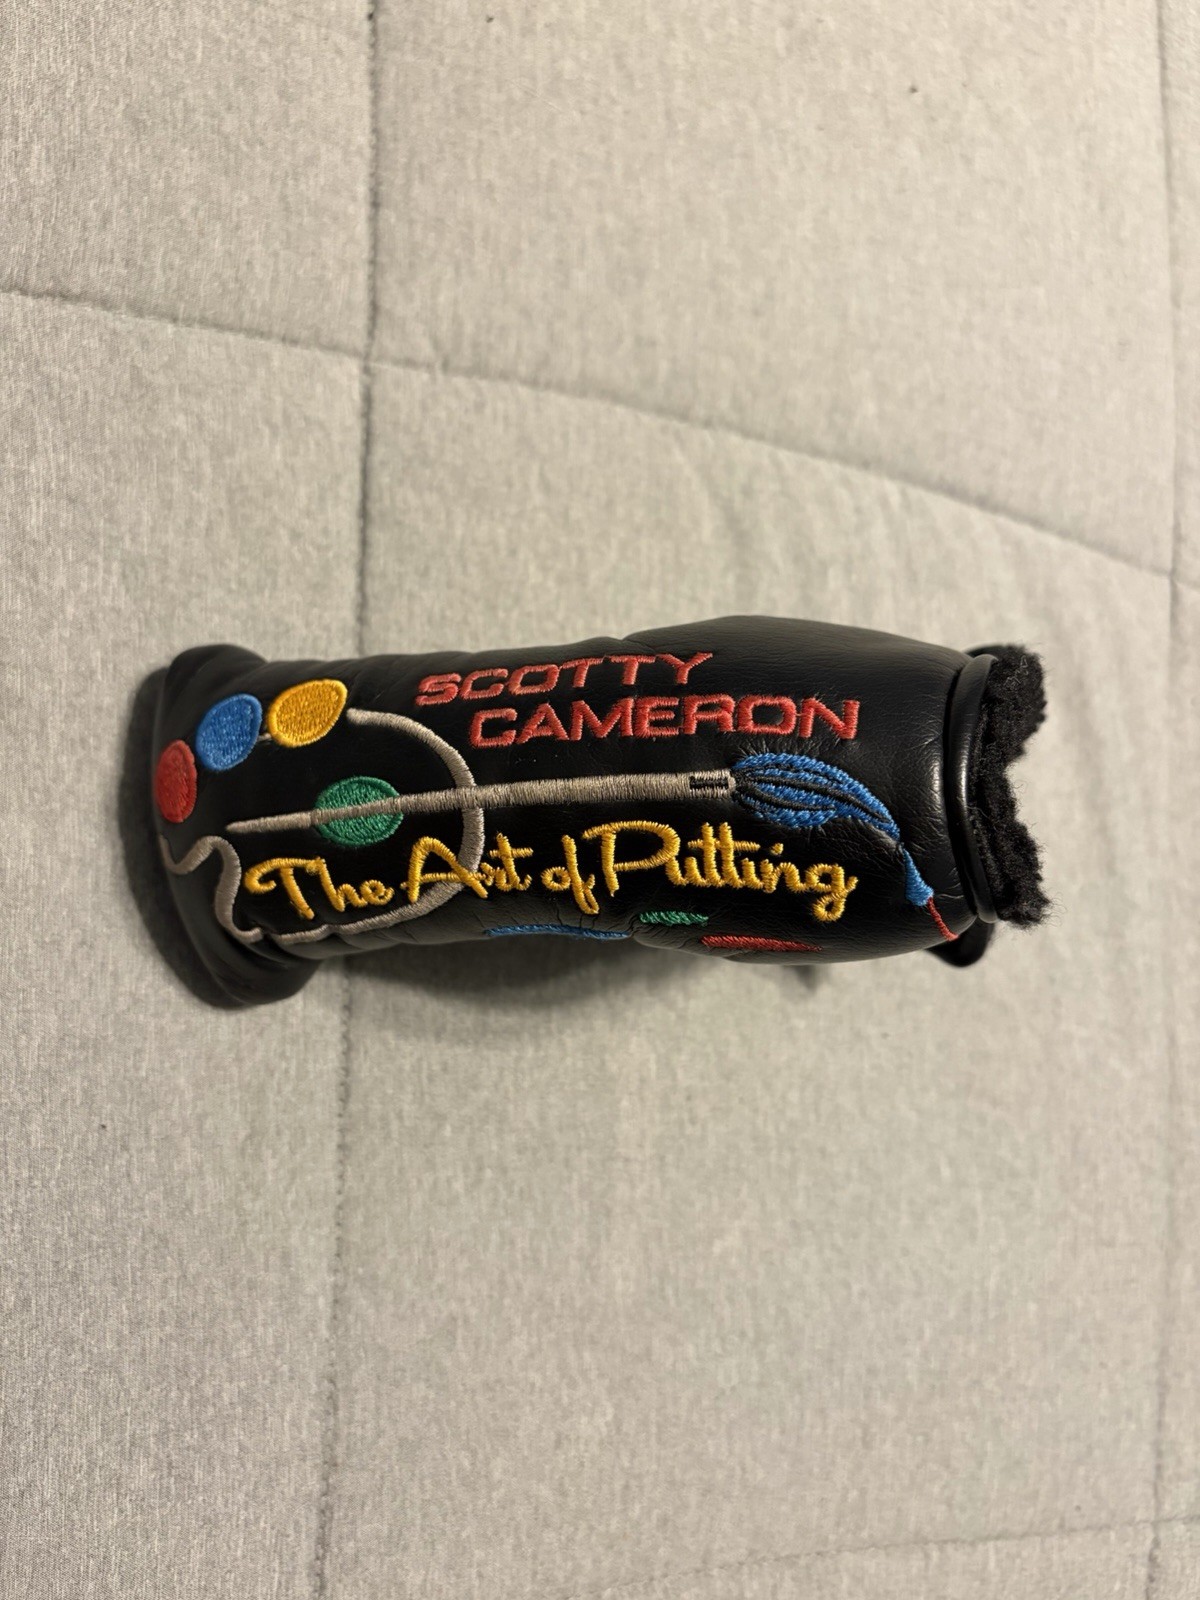 SCOTTY
CAMERON
The Art of Putting